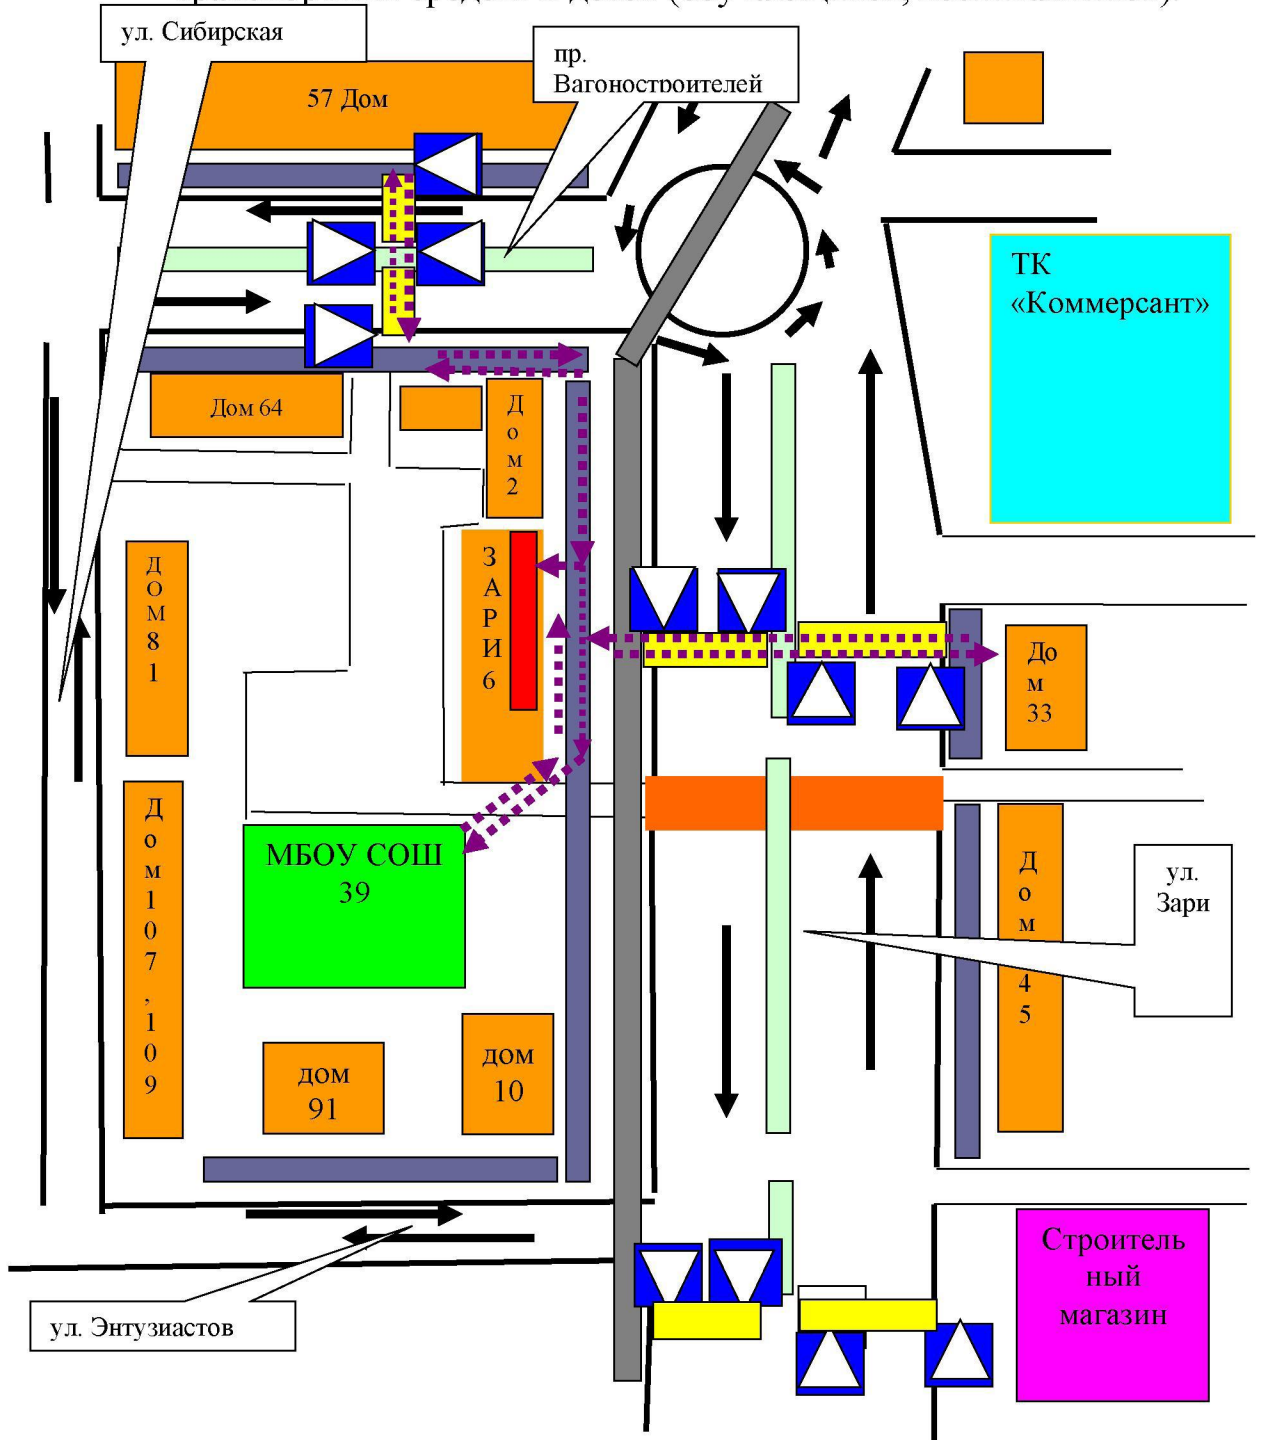 ул. Сибирская
пр.
Вагоностроителей
57 Дом
ТК
«Коммерсант»
Дом 64
Д
о
м
2
З
А
Р
И
6
Д
О
М
8
1
До
м
33
Д
о
м
1
0
7
,
1
0
9
МБОУ СОШ
39
Д
о
м
4
5
ул.
Зари
дом
10
дом
91
Строитель
ный
магазин
ул. Энтузиастов